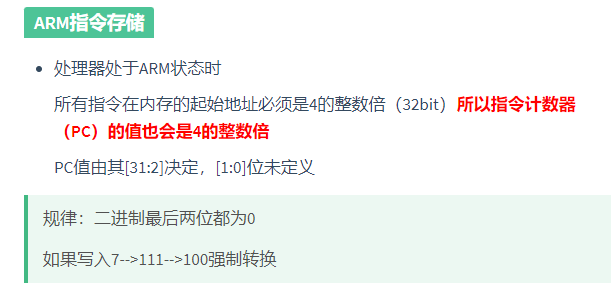 ARM指令存储
处理器处于ARM状态时
所有指令在内存的起始地址必须是4的整数倍（32bit）所以指令计数器
（PC）的值也会是4的整数倍
PC值由其[31:2]决定，[1:0]位未定义
规律：二进制最后两位都为0
如果写入7-->111-->100强制转换